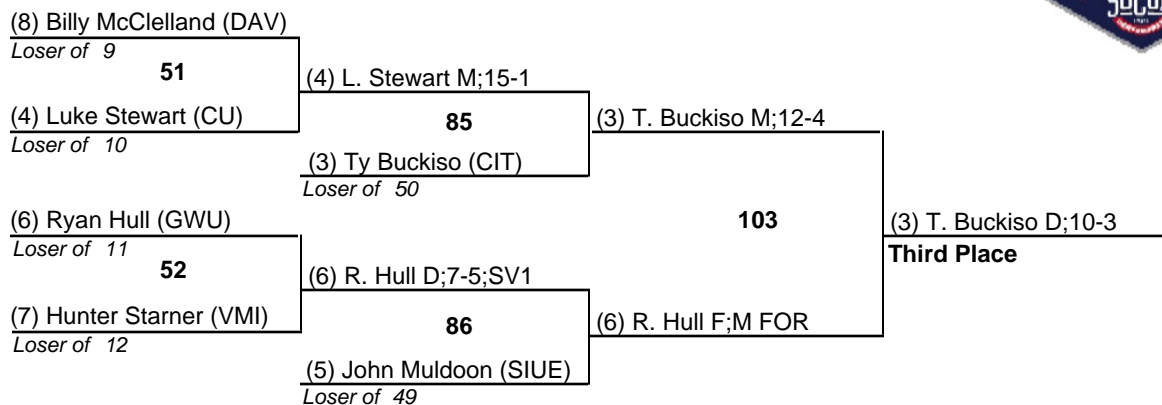 (8) Billy McClelland (DAV)
Loser of 9
51
(4) Luke Stewart (CU)
Loser of 10
(4) L. Stewart M;15-1
85
(3) Ty Buckiso (CIT)
Loser of 50
(3) T. Buckiso M;12-4
(6) Ryan Hull (GWU)
Loser of 11
52
(7) Hunter Starner (VMI)
Loser of 12
(6) R. Hull D;7-5;SV1
86
(5) John Muldoon (SIUE)
Loser of 49
(6) R. Hull F;M FOR
103
(3) T. Buckiso D;10-3
Third Place